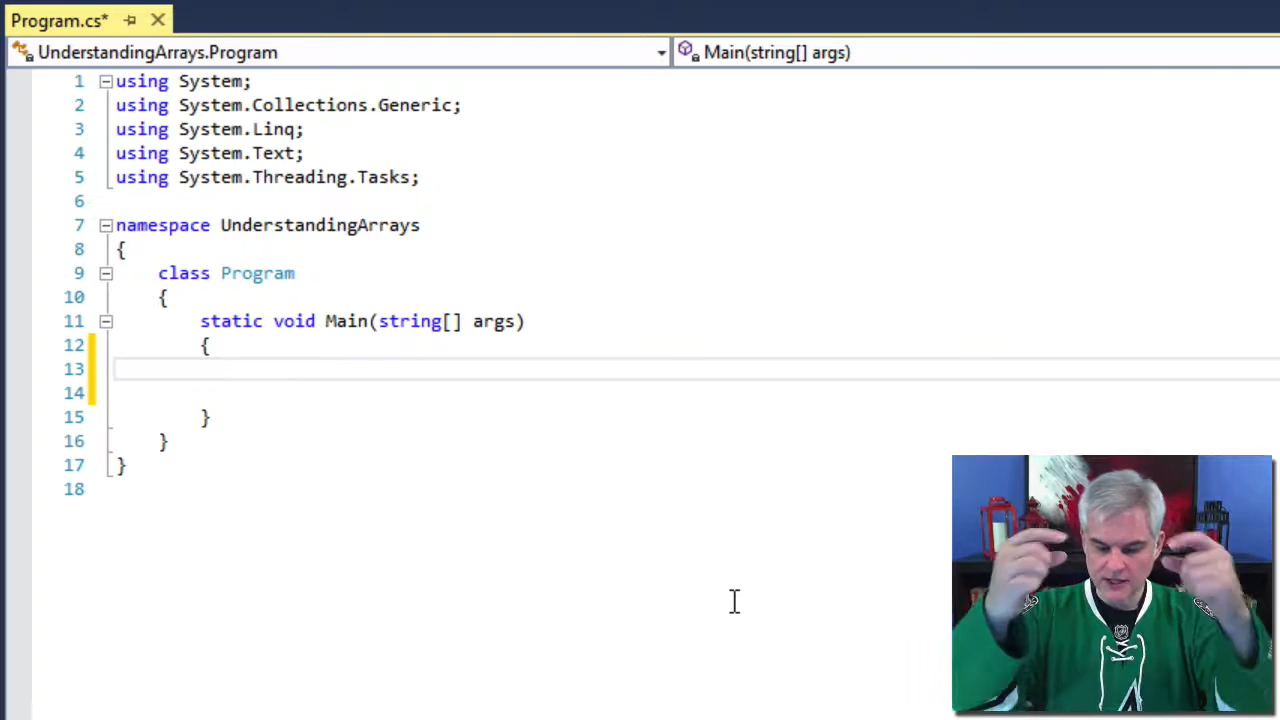 Program.cs*
UnderstandingArrays.Program
Main(string[] args)
1 using System;
2 using System.Collections.Generic;
3 using System.Linq;
4 using System.Text;
5 using System.Threading.Tasks;
6
7 namespace UnderstandingArrays
8 {
9 class Program
10 {
11 static void Main(string[] args)
12 {
13
14
15 }
16 }
17 }
18